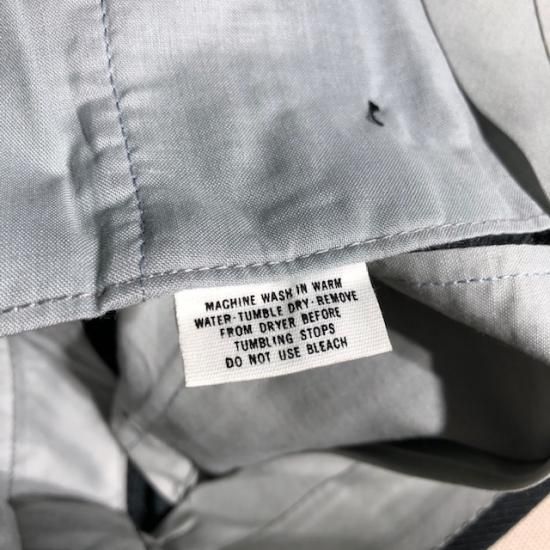 MACHINE WASH IN WARM
WATER-TUMBLE DRY-REMOVE
FROM DRYER BEFORE
TUMBLING STOPS
DO NOT USE BLEACH